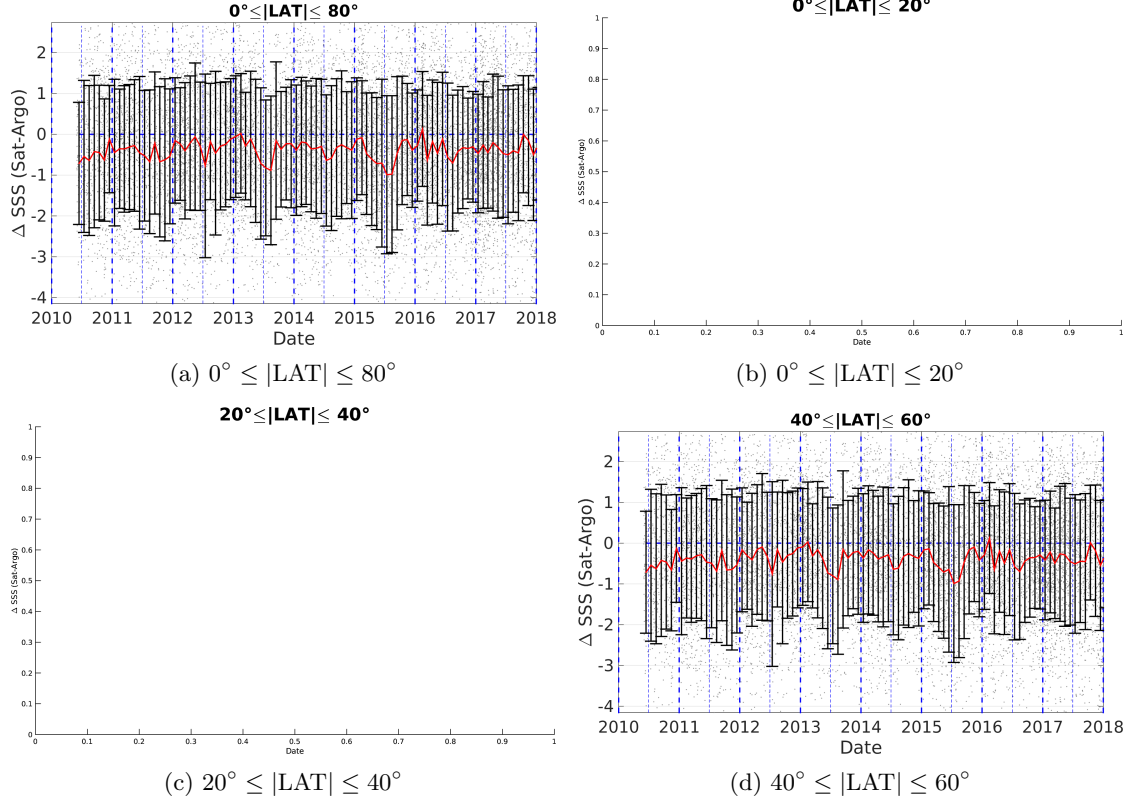 0°≤|LAT|≤ 80°
2
1
0
-1
-2
-3
-4
Δ SSS (Sat-Argo)
2010 2011 2012 2013 2014 2015 2016 2017 2018
Date
(a) 0° ≤ |LAT| ≤ 80°
0°≤|LAT|≤ 20°
1
0.9
0.8
0.7
0.6
0.5
0.4
0.3
0.2
0.1
0
Δ SSS (Sat-Argo)
0 0.1 0.2 0.3 0.4 0.5 0.6 0.7 0.8 0.9 1
Date
(b) 0° ≤ |LAT| ≤ 20°
20°≤|LAT|≤ 40°
1
0.9
0.8
0.7
0.6
0.5
0.4
0.3
0.2
0.1
0
Δ SSS (Sat-Argo)
0 0.1 0.2 0.3 0.4 0.5 0.6 0.7 0.8 0.9 1
Date
(c) 20° ≤ |LAT| ≤ 40°
40°≤|LAT|≤ 60°
2
1
0
-1
-2
-3
-4
Δ SSS (Sat-Argo)
2010 2011 2012 2013 2014 2015 2016 2017 2018
Date
(d) 40° ≤ |LAT| ≤ 60°